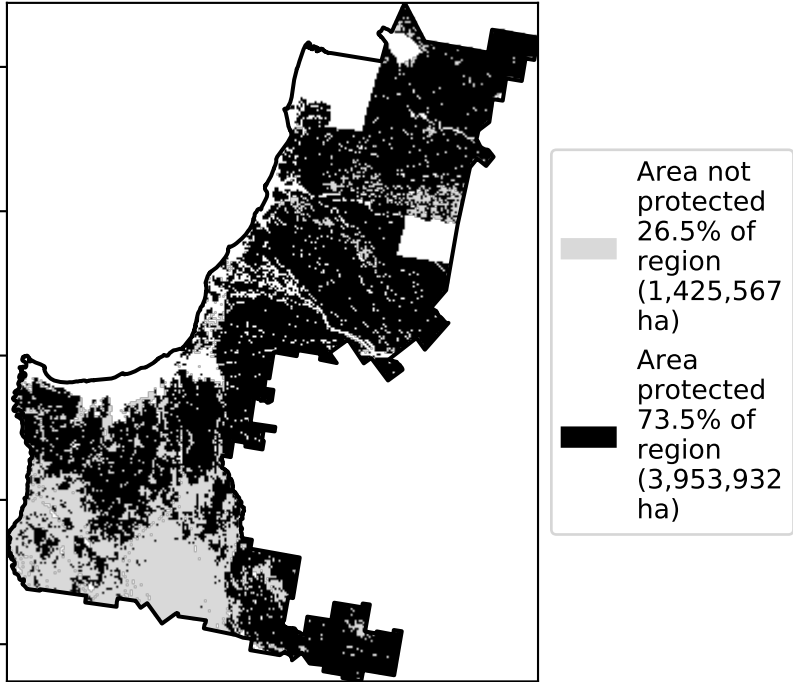 Area not
protected
26.5% of
region
(1,425,567
ha)
Area
protected
73.5% of
region
(3,953,932
ha)